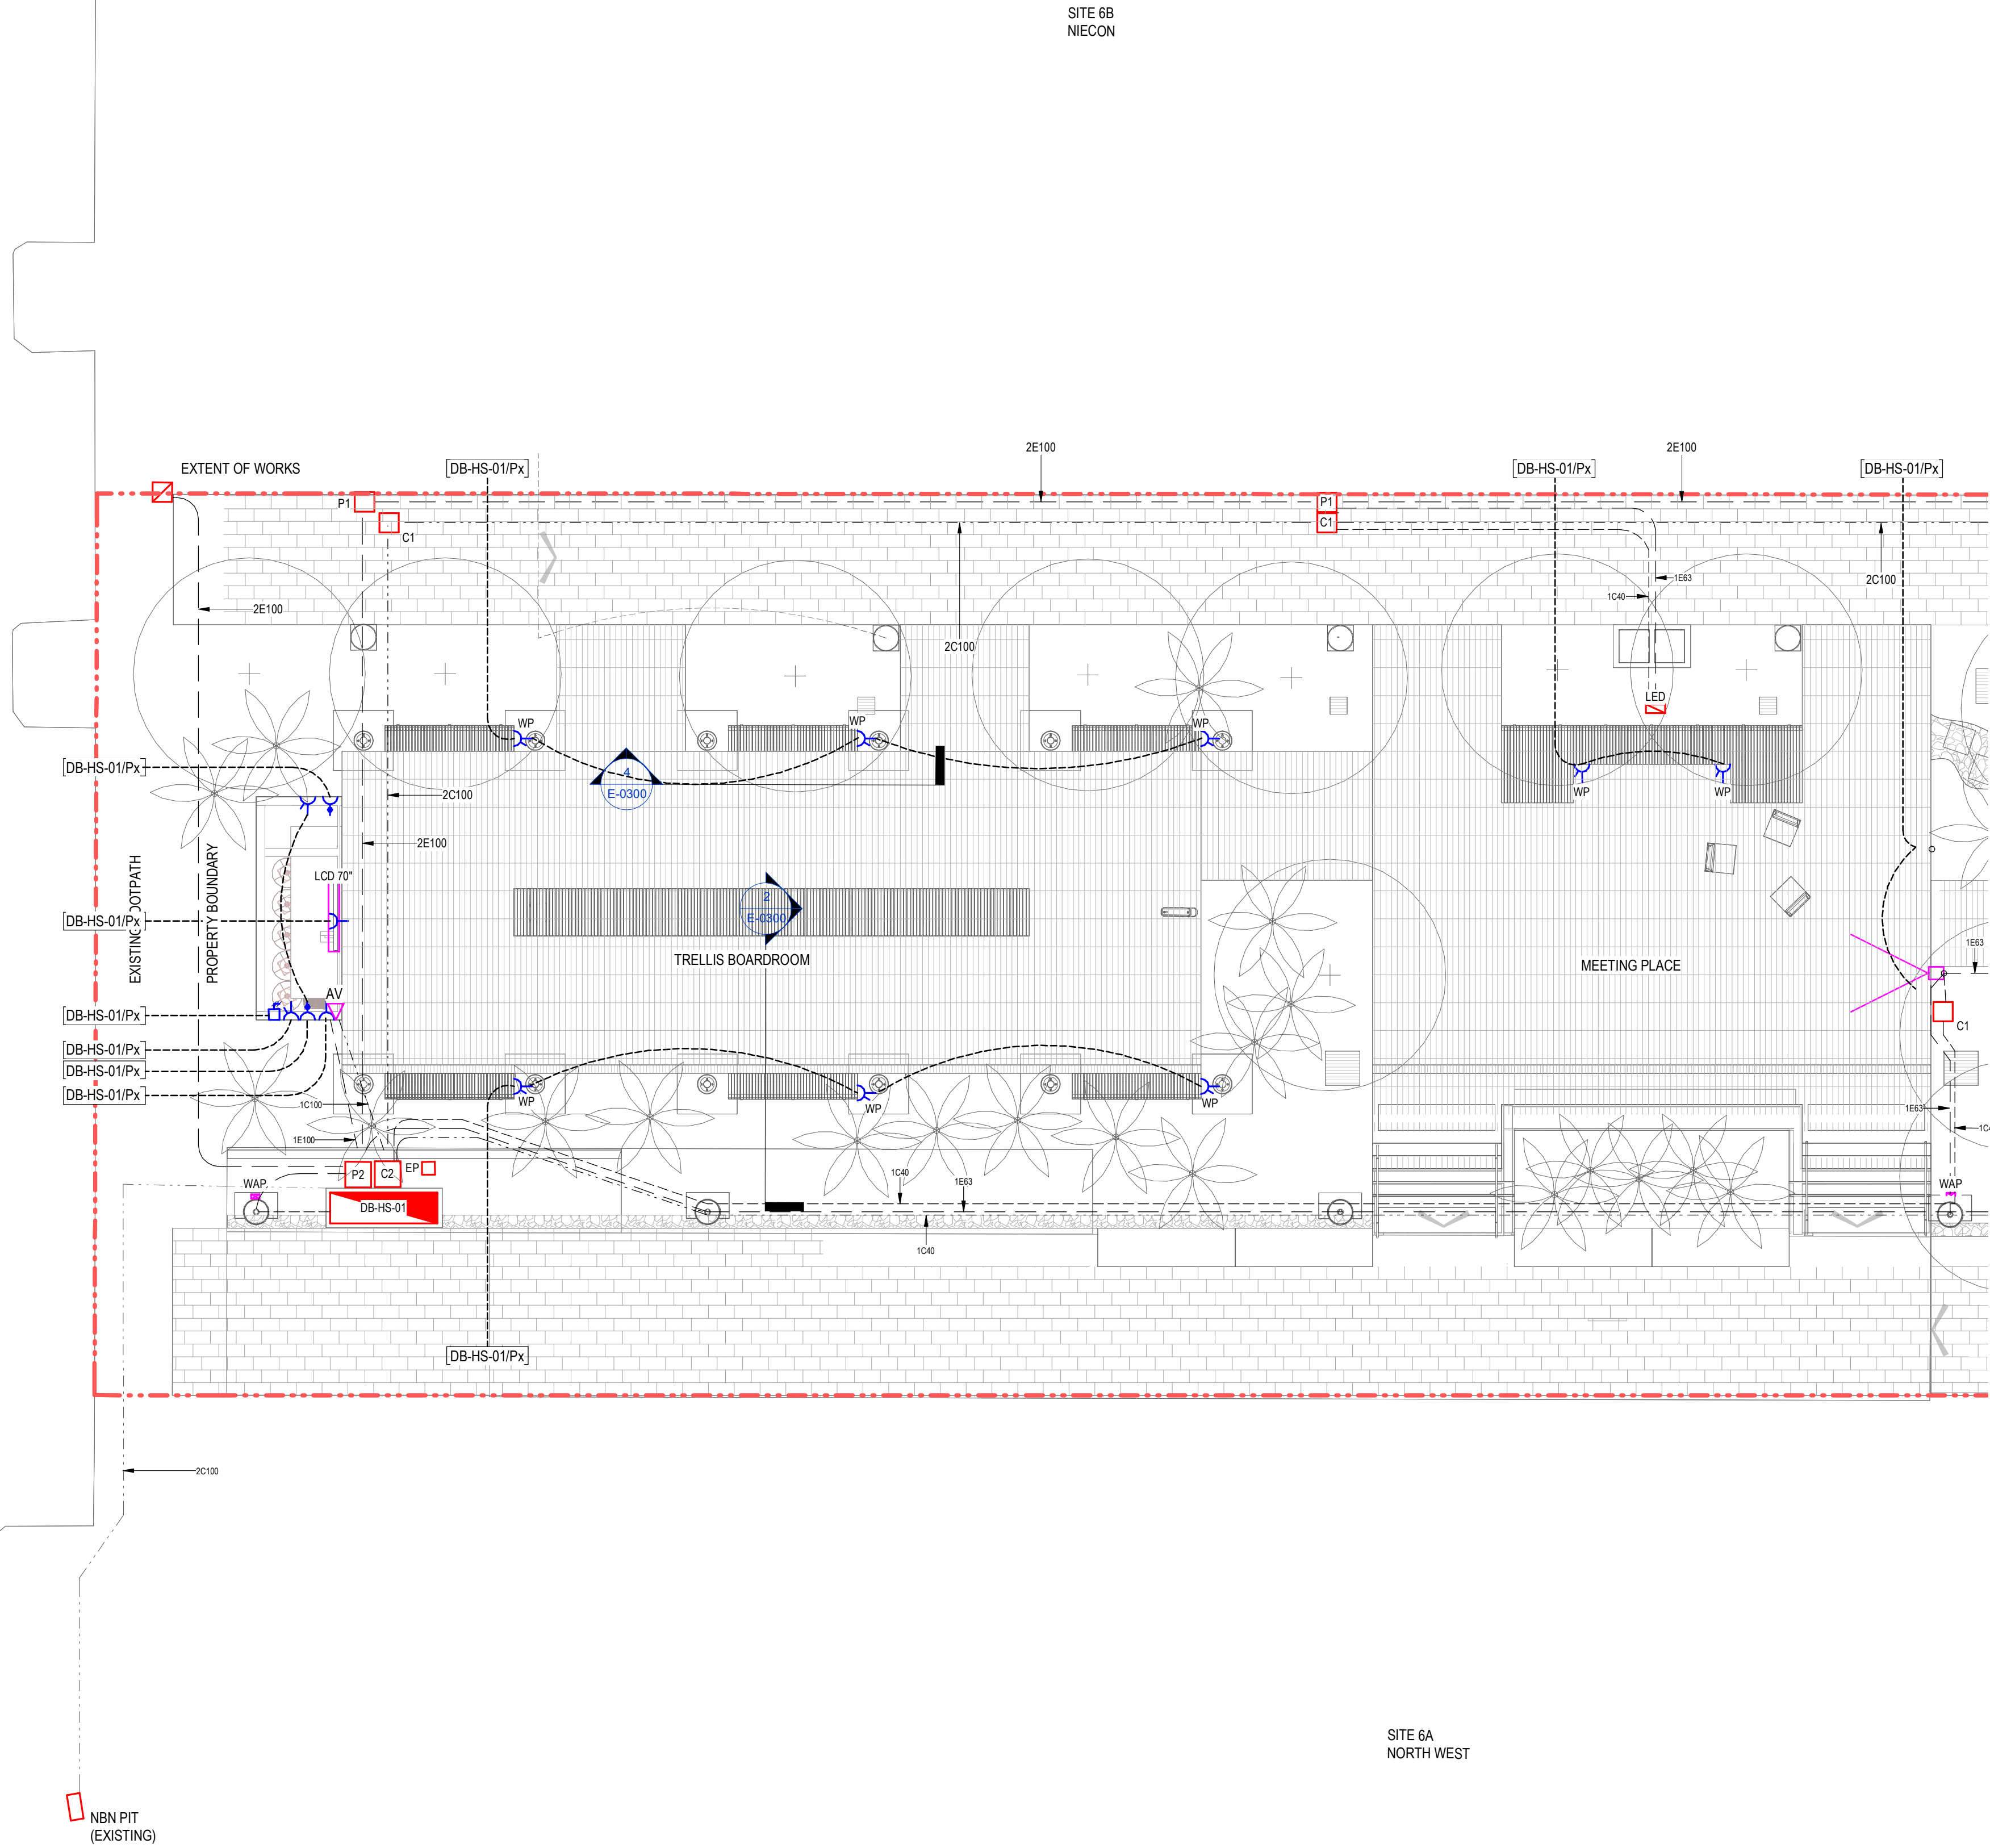 SITE 6B
NIECON
2E100
2E100
EXTENT OF WORKS
[DB-HS-01/Px]
[DB-HS-01/Px]
[DB-HS-01/Px]
P1
P1
C1
C1
1E63
2C100
1C40
2E100
2C100
LED
WP
WP
WP
[DB-HS-01/Px]
4
E-0300
WP
WP
2C100
2E100
LCD 70"
EXISTING
PROPERTY BOUNDARY
2
E-0300
[DB-HS-01/Px]
TRELLIS BOARDROOM
MEETING PLACE
1E63
AV
[DB-HS-01/Px]
C1
[DB-HS-01/Px]
[DB-HS-01/Px]
[DB-HS-01/Px]
1C100
WP
WP
WP
1E63
1E100
P2
C2
EP
WAP
1C40
1E63
WAP
DB-HS-01
1C40
[DB-HS-01/Px]
2C100
SITE 6A
NORTH WEST
NBN PIT
(EXISTING)